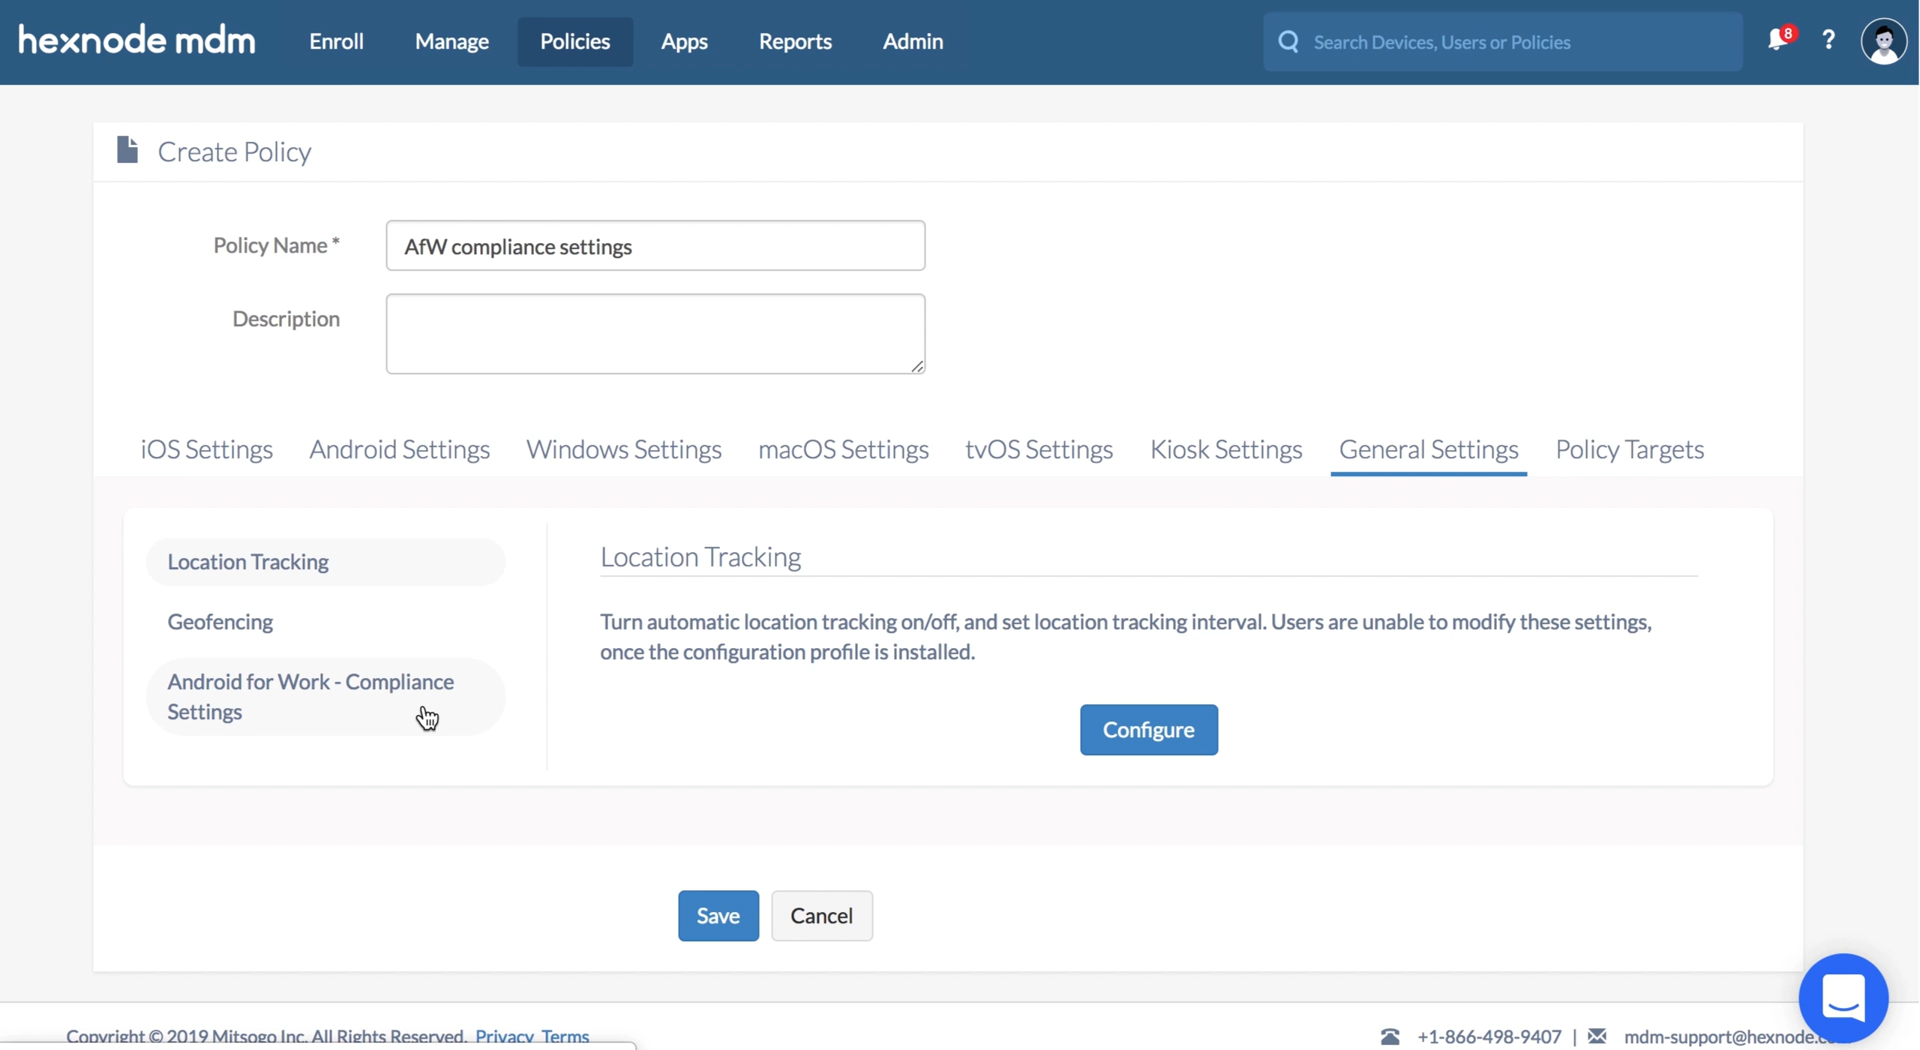 hexnode mdm Enroll Manage Policies Apps Reports Admin Search Devices, Users or Policies 8 ?
Create Policy
Policy Name * AfW compliance settings
Description
iOS Settings Android Settings Windows Settings macOS Settings tvOS Settings Kiosk Settings General Settings Policy Targets
Location Tracking
Geofencing
Android for Work - Compliance
Settings
Location Tracking
Turn automatic location tracking on/off, and set location tracking interval. Users are unable to modify these settings,
once the configuration profile is installed.
Configure
Save Cancel
Copyright © 2019 Mitsogo Inc. All Rights Reserved. Privacy Terms +1-866-498-9407 | mdm-support@hexnode.